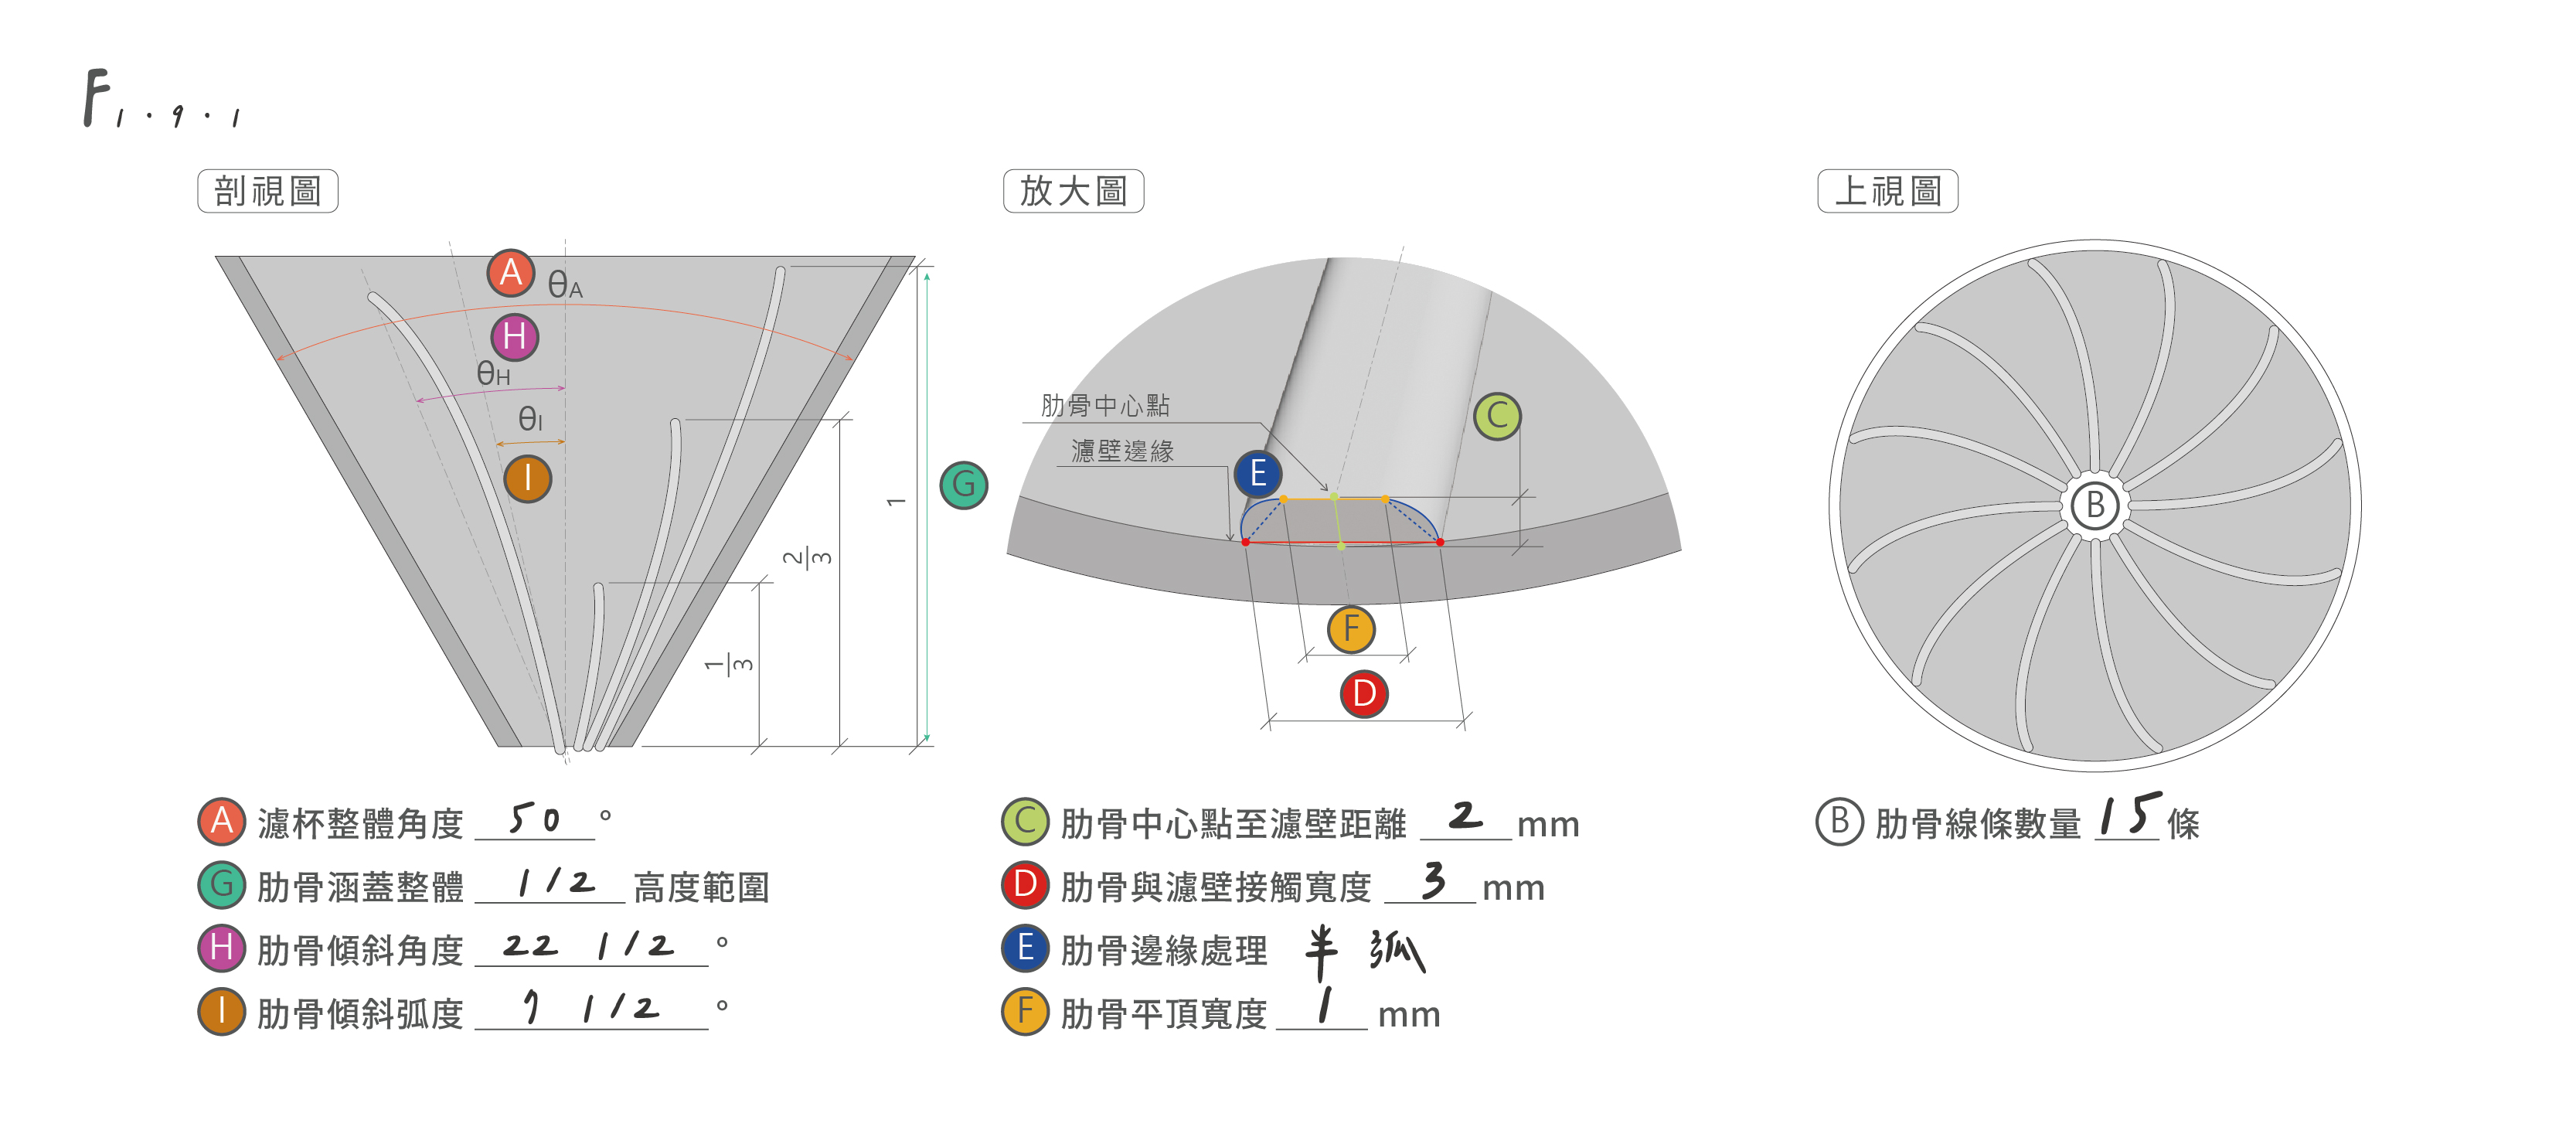 F1.9.1
剖視圖
放大圖
上視圖
A
θA
H
θH
θI
I
1
2/3
1/3
G
肋骨中心點
濾壁邊緣
E
C
F
D
B
A 濾杯整體角度 50 °
G 肋骨涵蓋整體 1/2 高度範圍
H 肋骨傾斜角度 22 1/2 °
I 肋骨傾斜弧度 7 1/2 °
C 肋骨中心點至濾壁距離 2 mm
D 肋骨與濾壁接觸寬度 3 mm
E 肋骨邊緣處理 半弧
F 肋骨平頂寬度 1 mm
B 肋骨線條數量 15 條